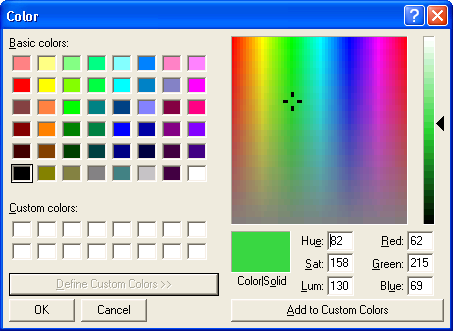 Color
Basic colors:
Custom colors:
Define Custom Colors >>
OK Cancel
Color|Solid
Hue: 82 Red: 62
Sat: 158 Green: 215
Lum: 130 Blue: 69
Add to Custom Colors